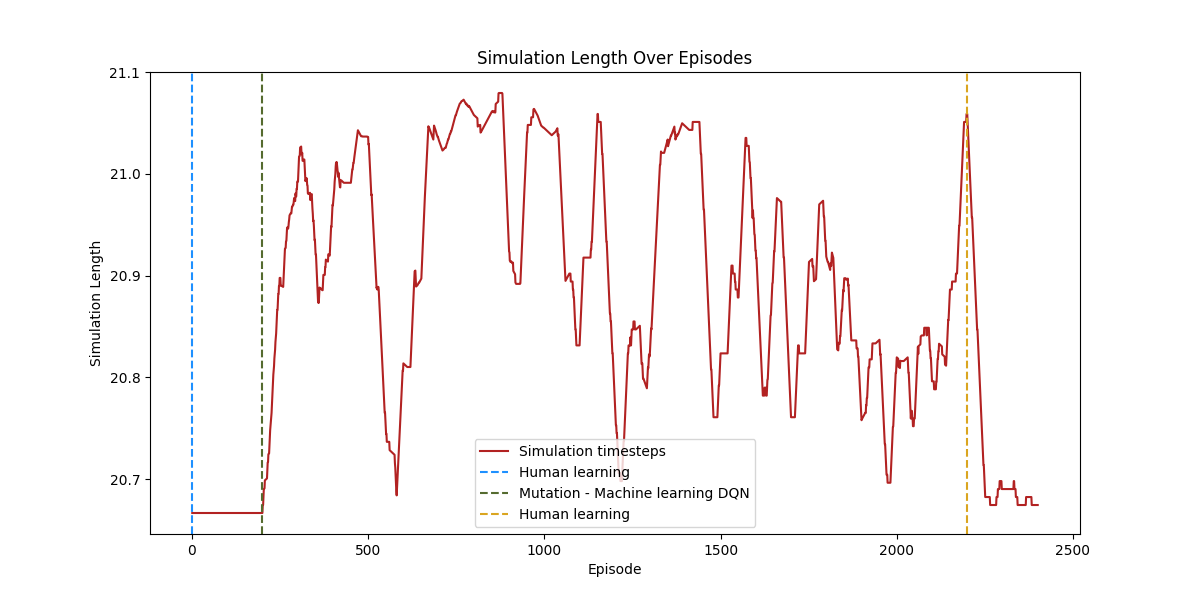 Simulation Length Over Episodes
21.1
21.0
20.9
20.8
20.7
Simulation Length
Simulation timesteps
Human learning
Mutation - Machine learning DQN
Human learning
0
500
1000
1500
2000
2500
Episode